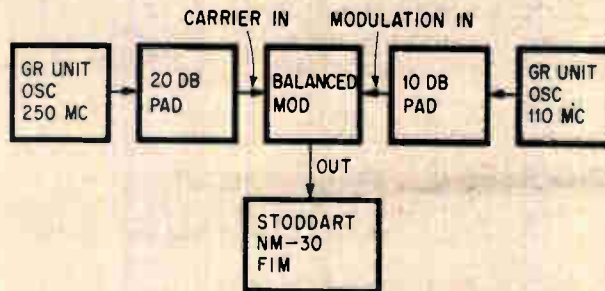 CARRIER IN
MODULATION IN
GR UNIT
OSC
250 MC
20 DB
PAD
BALANCED
MOD
10 DB
PAD
GR UNIT
OSC
110 MC
OUT
STODDART
NM-30
FIM